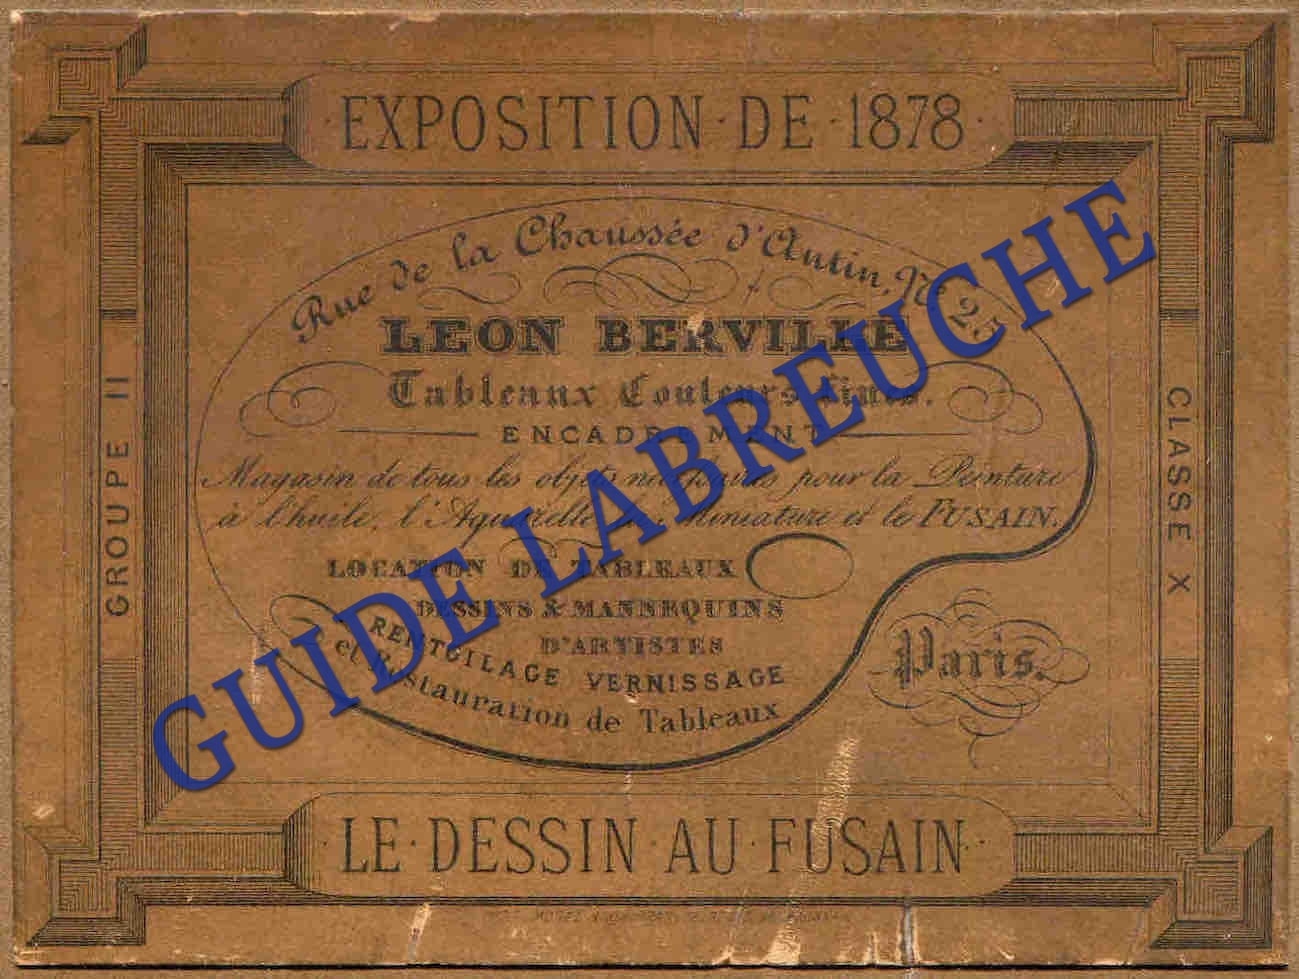 ·EXPOSITION·DE·1878·
Rue de la Chaussée d'Antin, No 25
LEON BERVILLE
Tableaux Couleurs fines.
ENCADREMENT
Magasin de tous les objets nécessaires pour la Peinture
à l'huile, l'Aquarelle la Miniature et le FUSAIN.
LOCATION DE TABLEAUX
DESSINS & MANNEQUINS
D'ARTISTES
RENTOILAGE VERNISSAGE
et Restauration de Tableaux
Paris.
GROUPE II
CLASSE X
·LE·DESSIN·AU·FUSAIN·
GUIDE LABREUCHE